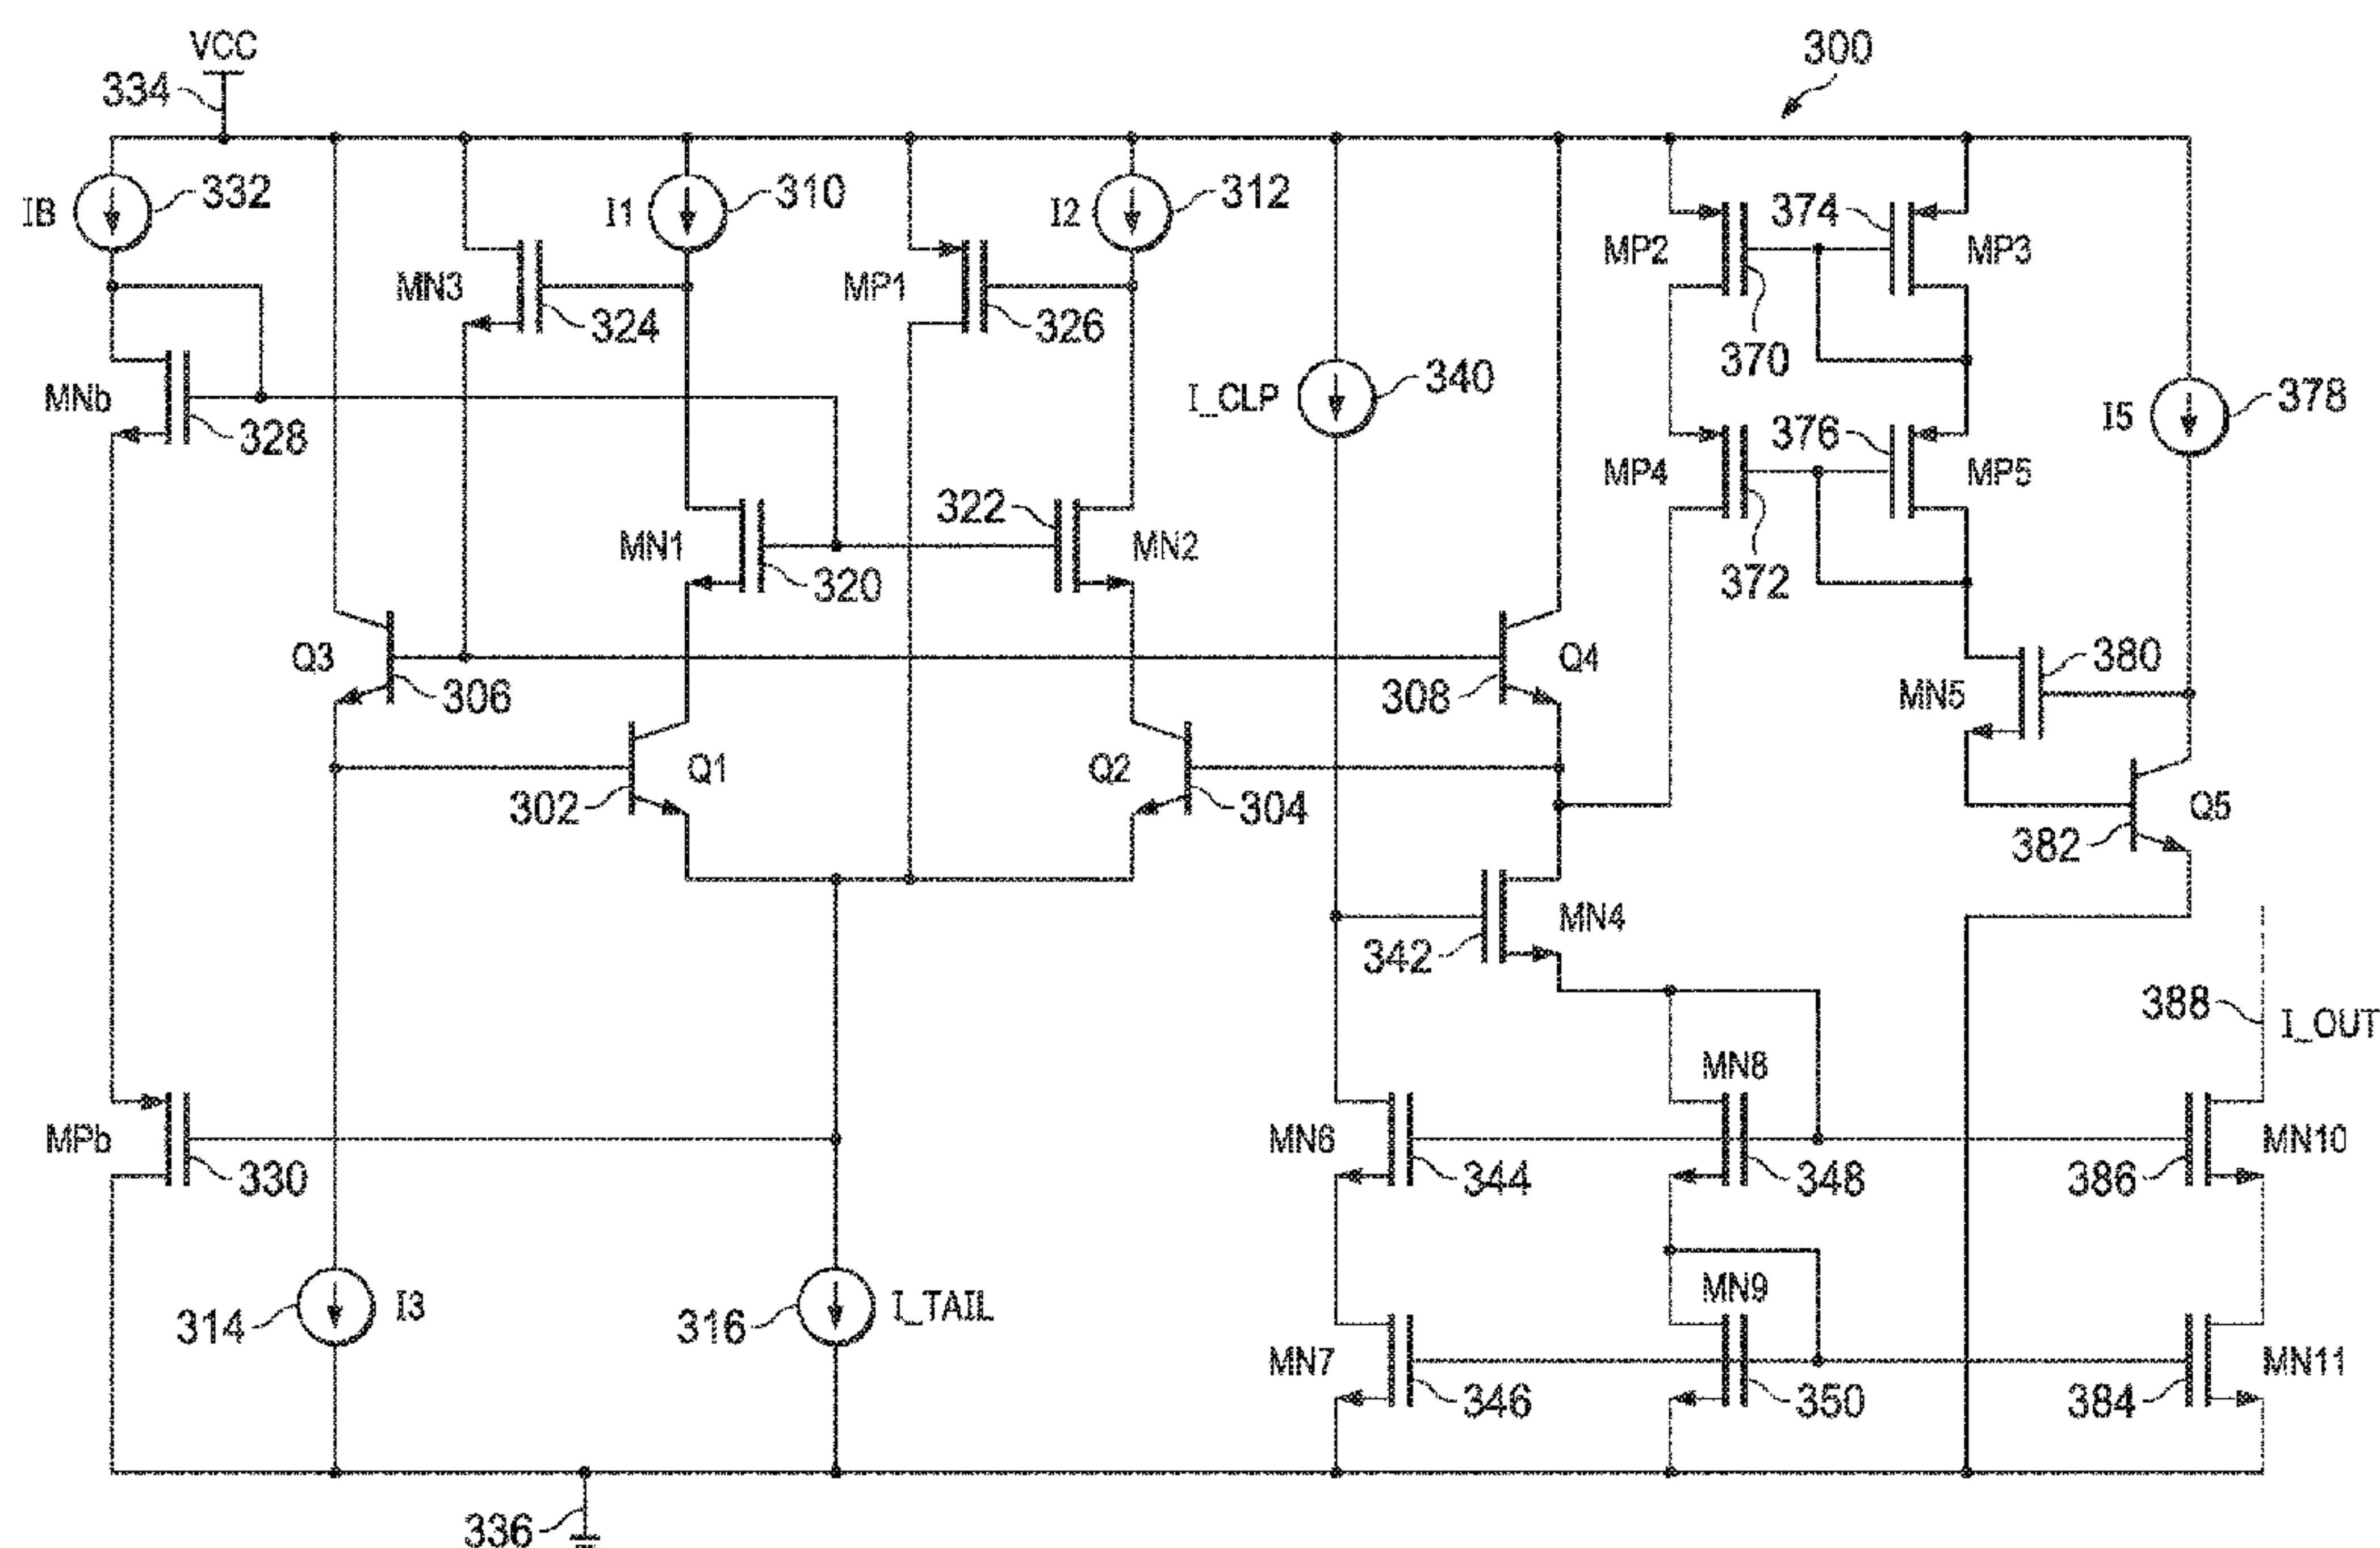 VCC
300
334
IB
332
I1
310
I2
312
374
MP2
MP3
MN3
324
MP1
326
370
I_CLP
340
I5
378
MNb
328
376
MP4
MP5
322
MN1
320
MN2
372
Q3
306
Q4
308
380
MN5
Q1
302
Q2
304
Q5
382
MN4
342
388
I_OUT
MN8
MPb
330
MN6
344
348
MN10
386
MN9
314
I3
316
I_TAIL
MN7
346
350
MN11
384
336